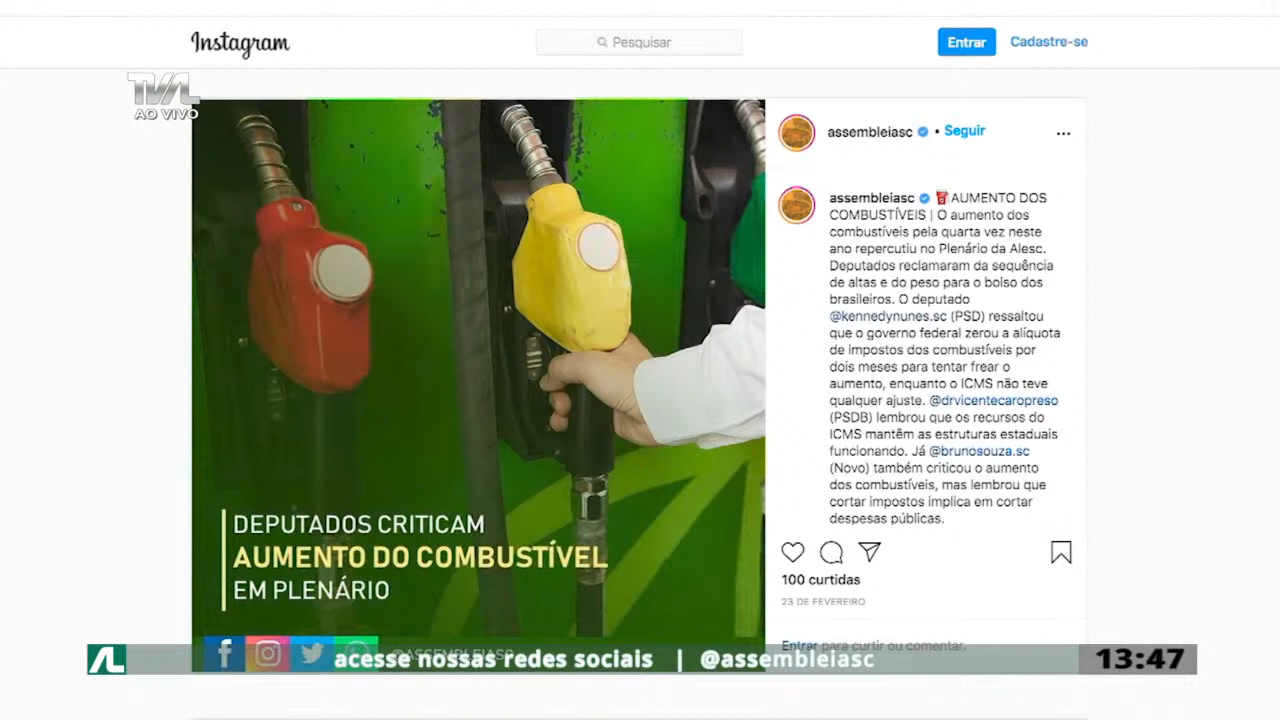 Instagram
Pesquisar
Entrar
Cadastre-se
TVAL
AO VIVO
assembleiasc • Seguir
assembleiasc AUMENTO DOS
COMBUSTÍVEIS | O aumento dos
combustíveis pela quarta vez neste
ano repercutiu no Plenário da Alesc.
Deputados reclamaram da sequência
de altas e do peso para o bolso dos
brasileiros. O deputado
@kennedynunes.sc (PSD) ressaltou
que o governo federal zerou a alíquota
de impostos dos combustíveis por
dois meses para tentar frear o
aumento, enquanto o ICMS não teve
qualquer ajuste. @drvicentecaropreso
(PSDB) lembrou que os recursos do
ICMS mantêm as estruturas estaduais
funcionando. Já @brunosouza.sc
(Novo) também criticou o aumento
dos combustíveis, mas lembrou que
cortar impostos implica em cortar
despesas públicas.
100 curtidas
23 DE FEVEREIRO
Entrar para curtir ou comentar.
DEPUTADOS CRITICAM
AUMENTO DO COMBUSTÍVEL
EM PLENÁRIO
@ASSEMBLEIASC
AL
acesse nossas redes sociais | @assembleiasc
13:47